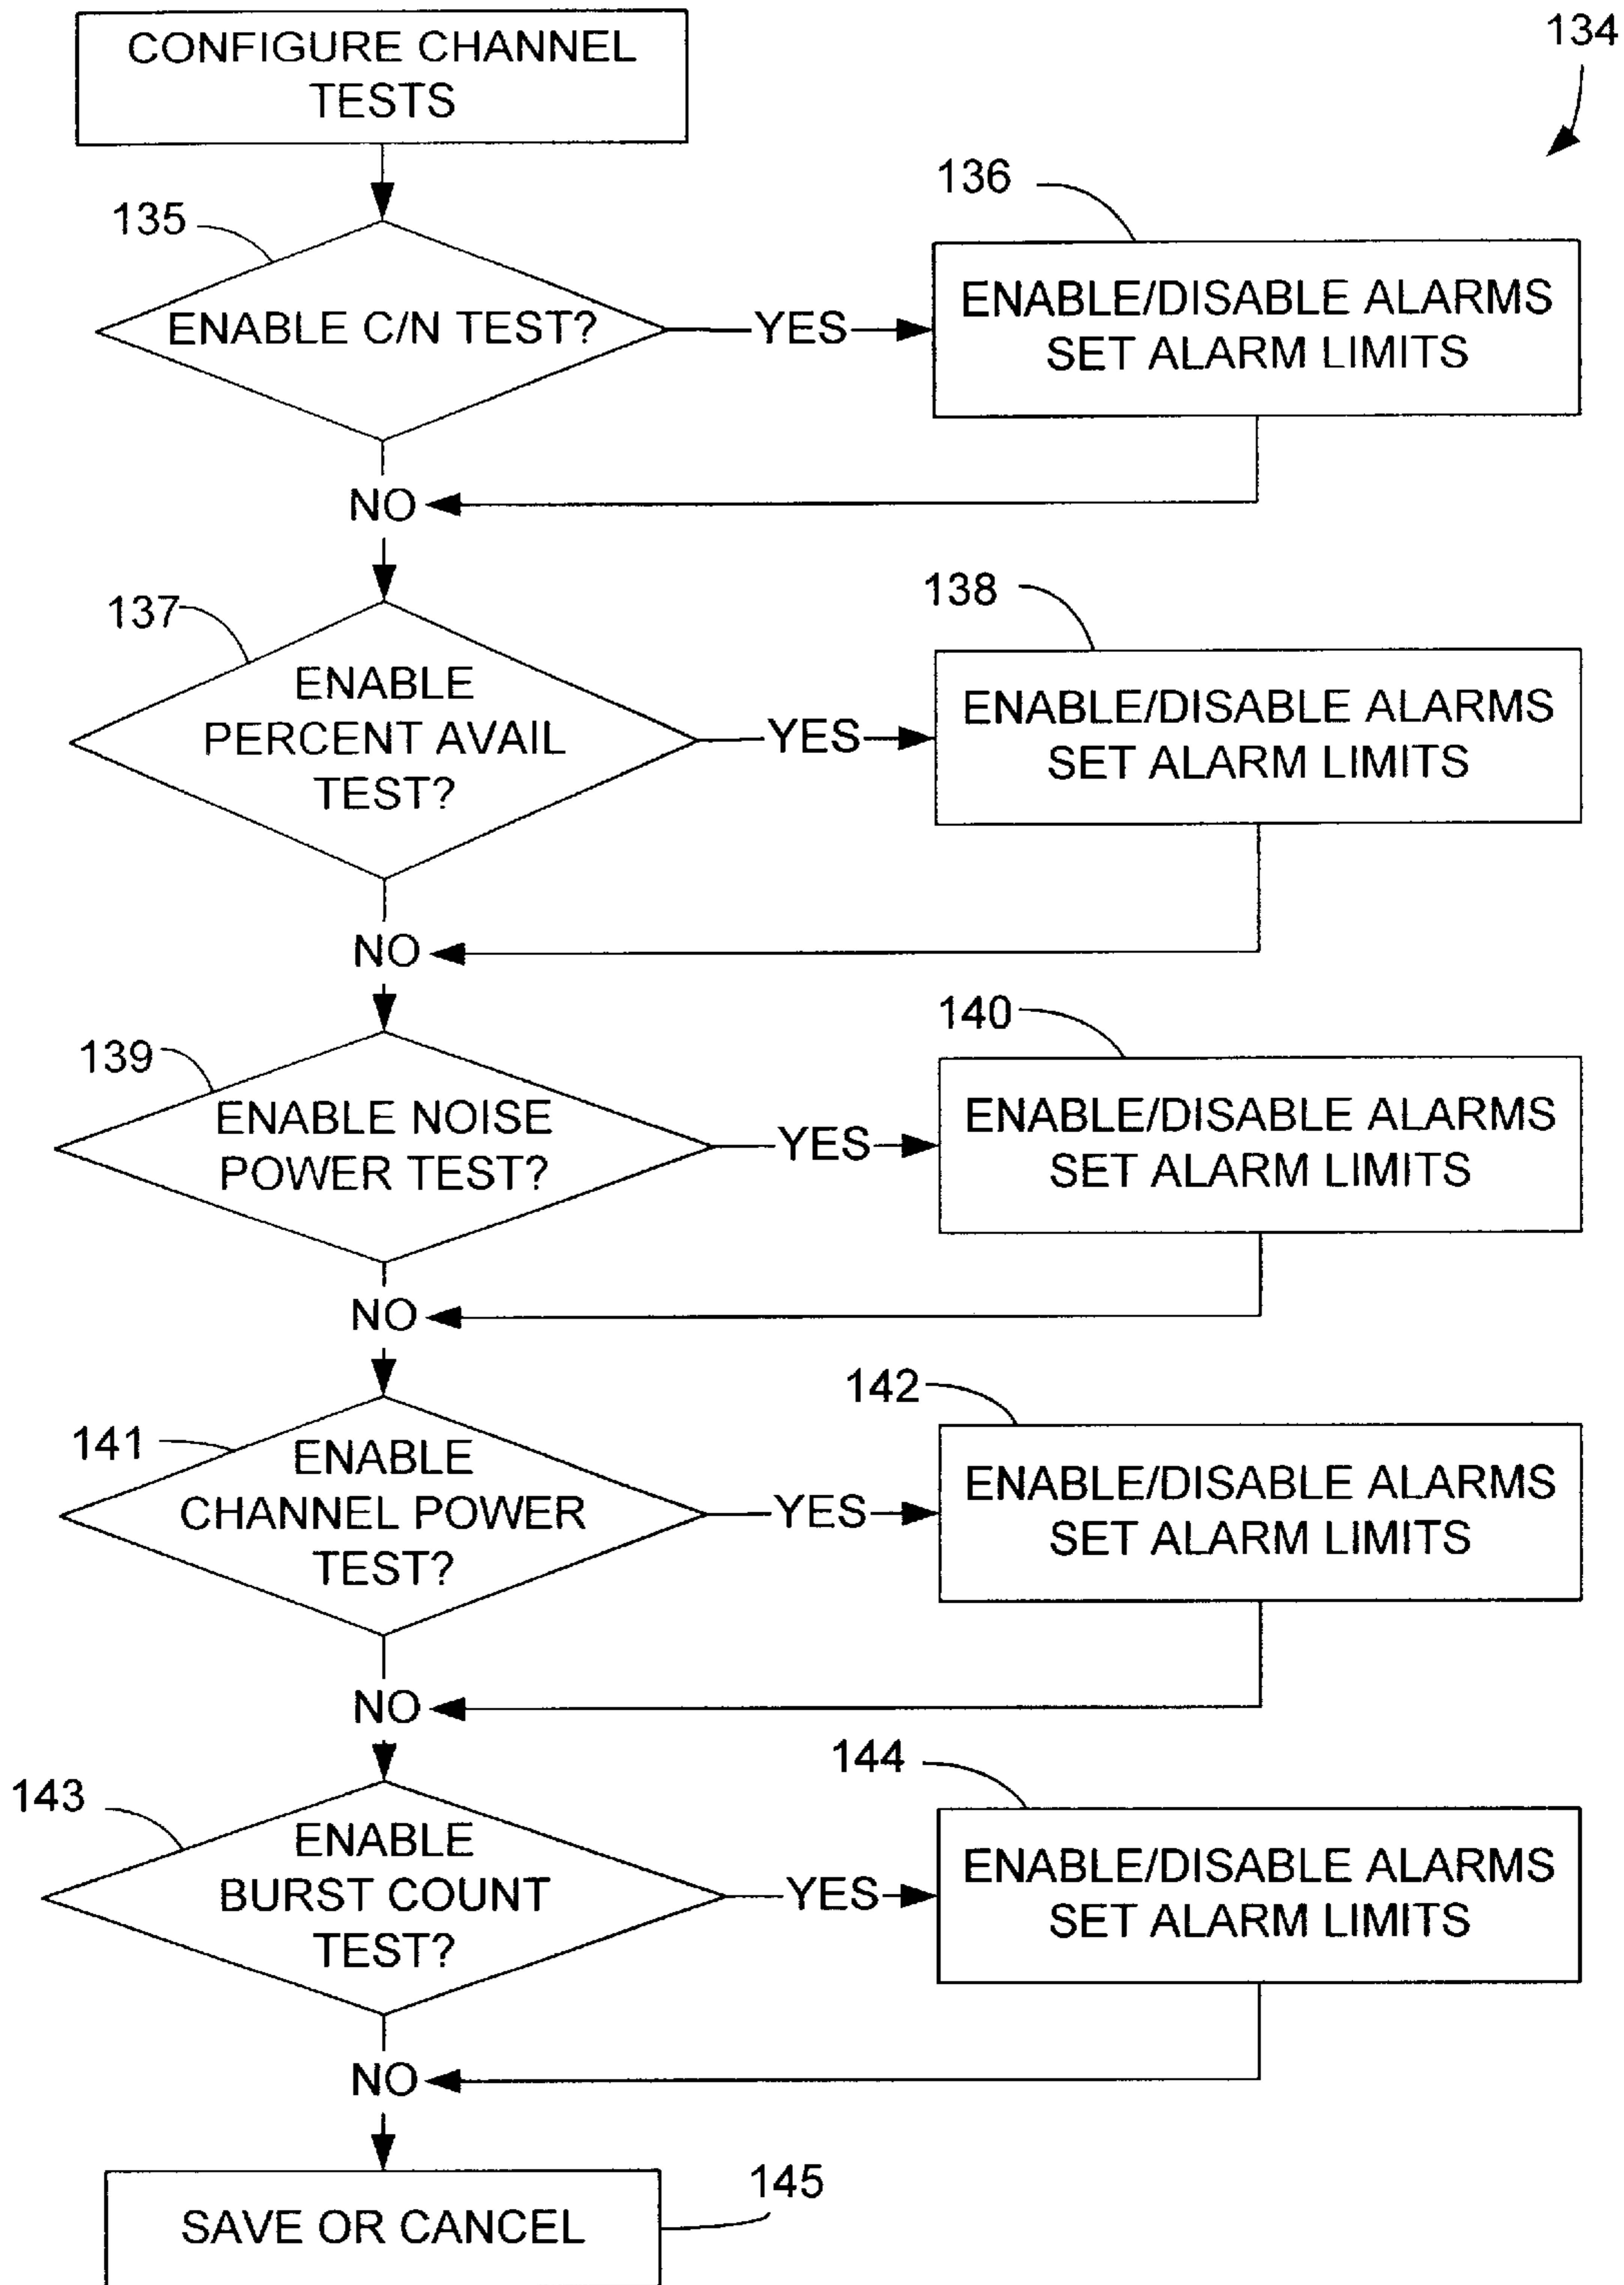 CONFIGURE CHANNEL
TESTS
134
135
ENABLE C/N TEST?
YES
136
ENABLE/DISABLE ALARMS
SET ALARM LIMITS
NO
137
ENABLE
PERCENT AVAIL
TEST?
YES
138
ENABLE/DISABLE ALARMS
SET ALARM LIMITS
NO
139
ENABLE NOISE
POWER TEST?
YES
140
ENABLE/DISABLE ALARMS
SET ALARM LIMITS
NO
141
ENABLE
CHANNEL POWER
TEST?
YES
142
ENABLE/DISABLE ALARMS
SET ALARM LIMITS
NO
143
ENABLE
BURST COUNT
TEST?
YES
144
ENABLE/DISABLE ALARMS
SET ALARM LIMITS
NO
SAVE OR CANCEL
145